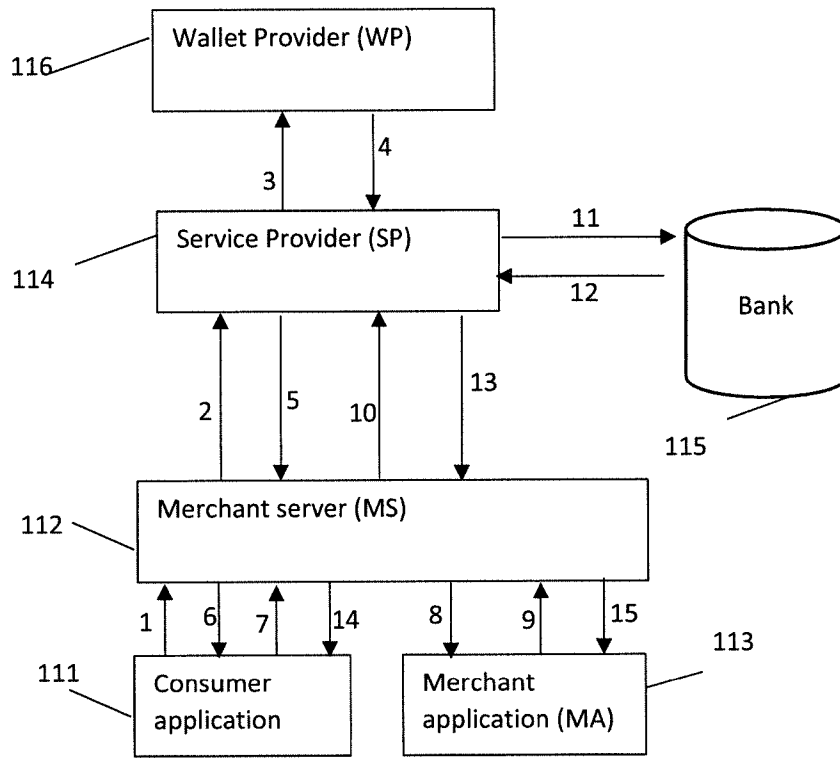 Wallet Provider (WP)
116
3
4
Service Provider (SP)
114
11
12
Bank
115
2
5
10
13
Merchant server (MS)
112
1
6
7
14
8
9
15
111
Consumer
application
Merchant
application (MA)
113